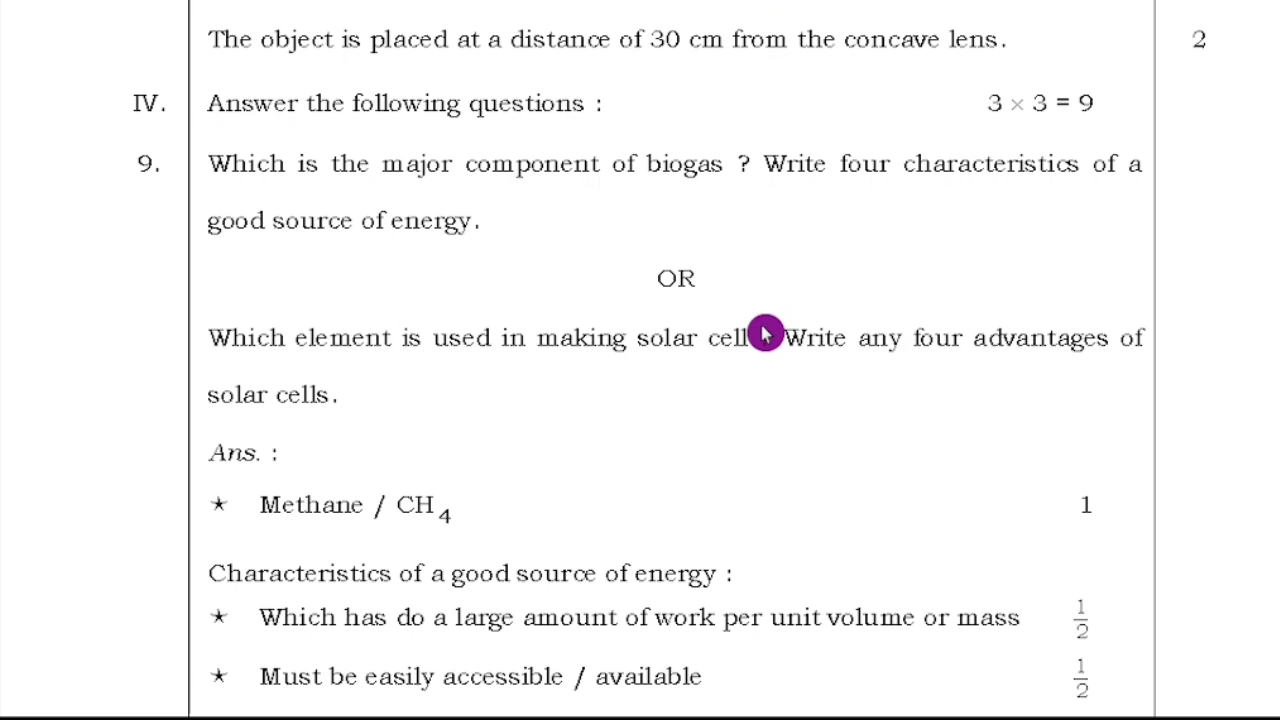 The object is placed at a distance of 30 cm from the concave lens. 2
IV. Answer the following questions : 3 × 3 = 9
9. Which is the major component of biogas ? Write four characteristics of a
good source of energy.
OR
Which element is used in making solar cell Write any four advantages of
solar cells.
Ans. :
★ Methane / CH₄ 1
Characteristics of a good source of energy :
★ Which has do a large amount of work per unit volume or mass 1/2
★ Must be easily accessible / available 1/2